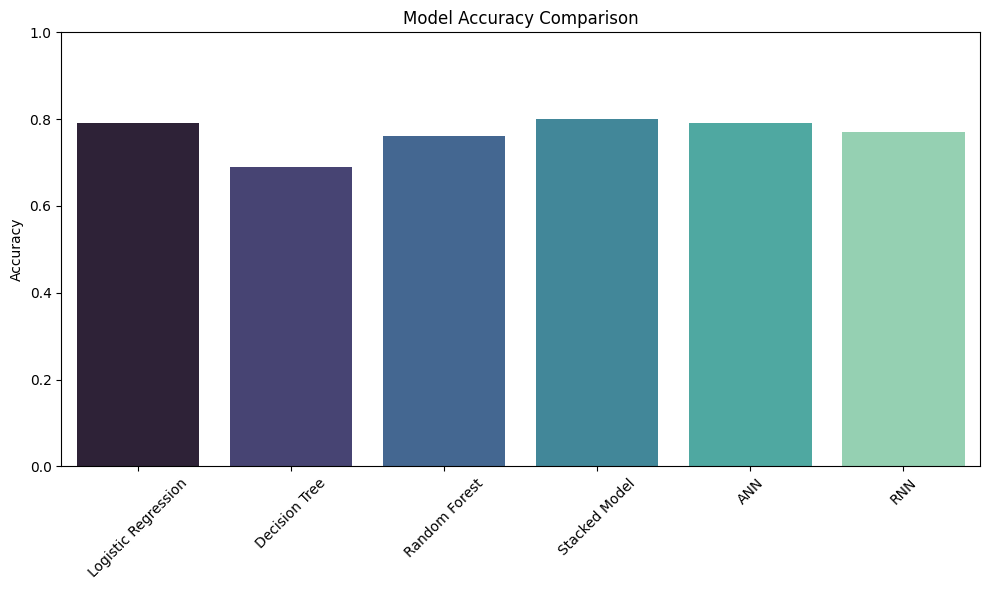 Model Accuracy Comparison
1.0
0.8
0.6
0.4
0.2
0.0
Accuracy
Logistic Regression
Decision Tree
Random Forest
Stacked Model
ANN
RNN